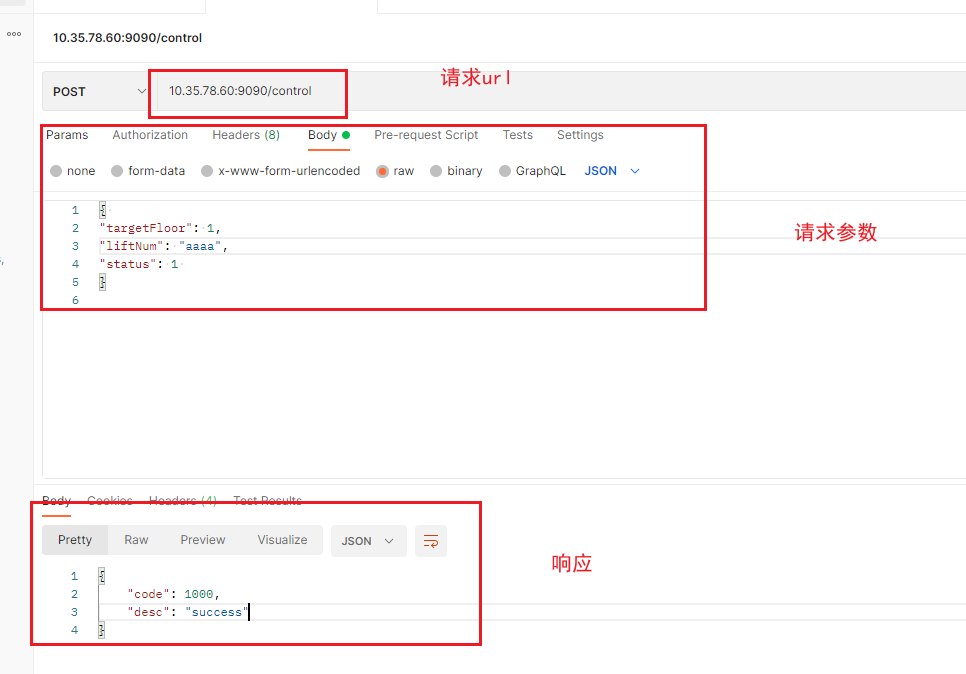 ooo
10.35.78.60:9090/control
POST 10.35.78.60:9090/control
请求url
Params Authorization Headers (8) Body Pre-request Script Tests Settings
none form-data x-www-form-urlencoded raw binary GraphQL JSON
1 {
2 "targetFloor": 1,
3 "liftNum": "aaaa",
4 "status": 1
5 }
6
请求参数
Body Cookies Headers (4) Test Results
Pretty Raw Preview Visualize JSON
1 {
2 "code": 1000,
3 "desc": "success"
4 }
响应